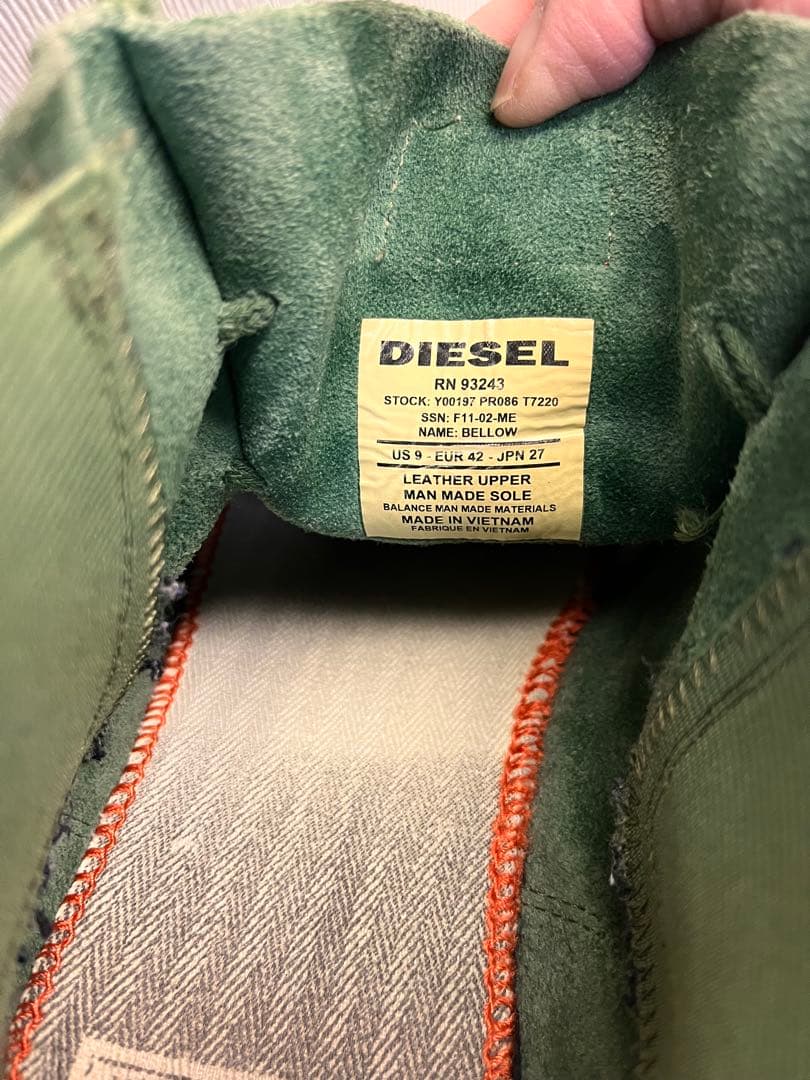 DIESEL
RN 93243
STOCK: Y00197 PR086 T7220
SSN: F11-02-ME
NAME: BELLOW
US 9 - EUR 42 - JPN 27
LEATHER UPPER
MAN MADE SOLE
BALANCE MAN MADE MATERIALS
MADE IN VIETNAM
FABRIQUE EN VIETNAM